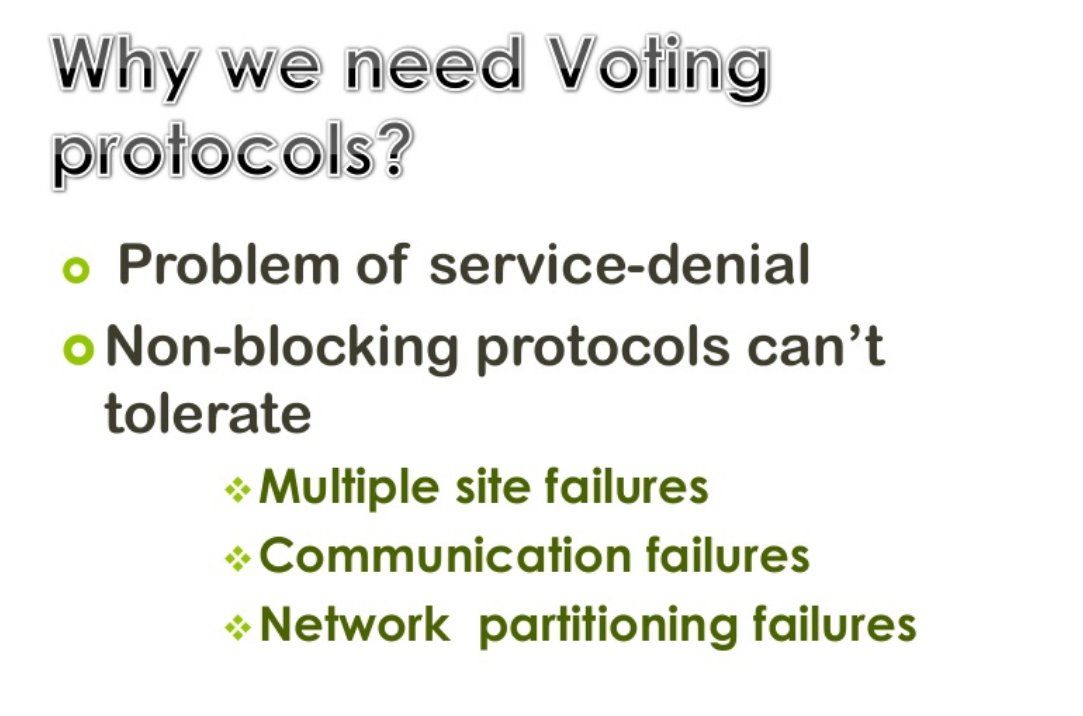 Why we need Voting
protocols?
Problem of service-denial
Non-blocking protocols can’t
tolerate
Multiple site failures
Communication failures
Network partitioning failures